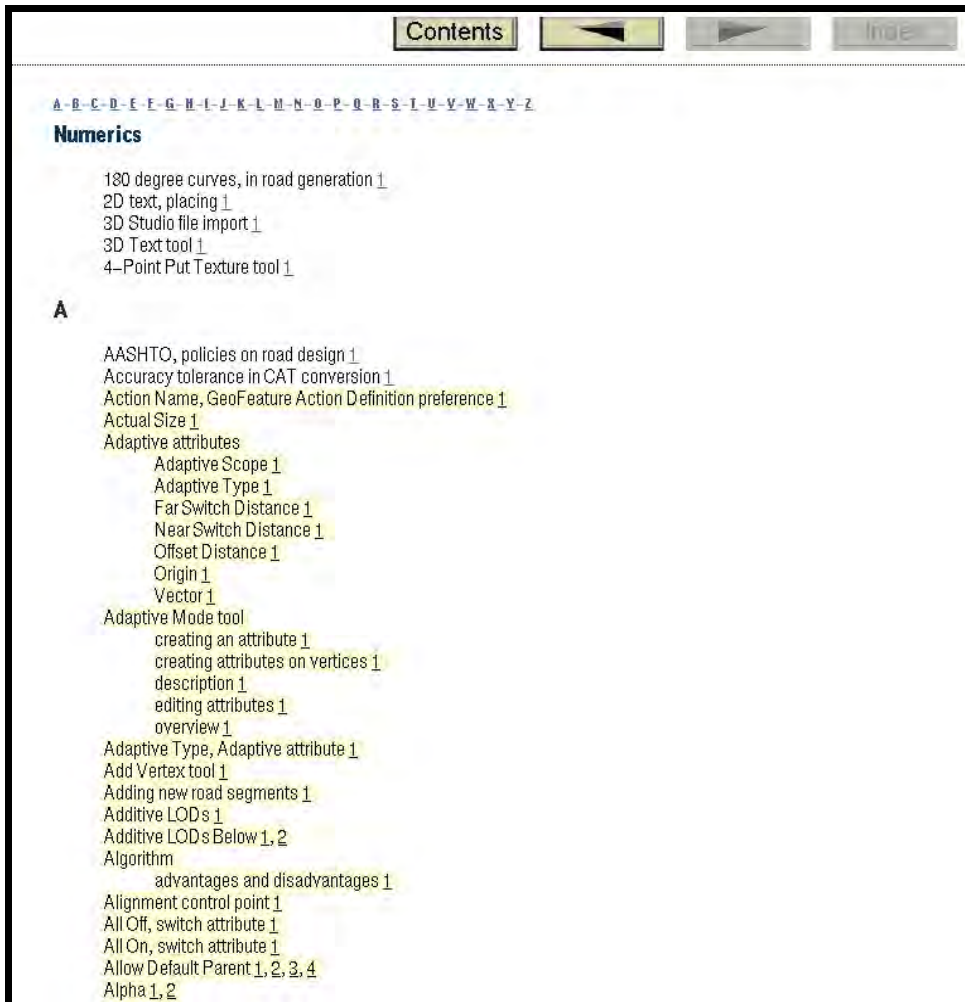 Contents Index
A-B-C-D-E-F-G-H-I-J-K-L-M-N-O-P-Q-R-S-T-U-V-W-X-Y-Z
Numerics
180 degree curves, in road generation 1
2D text, placing 1
3D Studio file import 1
3D Text tool 1
4–Point Put Texture tool 1
A
AASHTO, policies on road design 1
Accuracy tolerance in CAT conversion 1
Action Name, GeoFeature Action Definition preference 1
Actual Size 1
Adaptive attributes
Adaptive Scope 1
Adaptive Type 1
Far Switch Distance 1
Near Switch Distance 1
Offset Distance 1
Origin 1
Vector 1
Adaptive Mode tool
creating an attribute 1
creating attributes on vertices 1
description 1
editing attributes 1
overview 1
Adaptive Type, Adaptive attribute 1
Add Vertex tool 1
Adding new road segments 1
Additive LODs 1
Additive LODs Below 1, 2
Algorithm
advantages and disadvantages 1
Alignment control point 1
All Off, switch attribute 1
All On, switch attribute 1
Allow Default Parent 1, 2, 3, 4
Alpha 1, 2